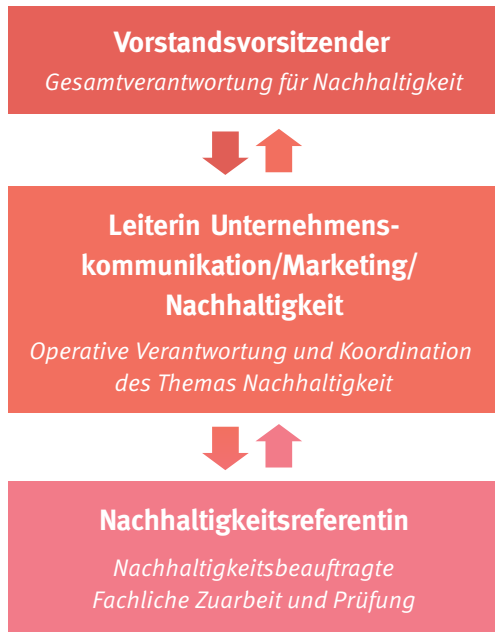 Vorstandsvorsitzender
Gesamtverantwortung für Nachhaltigkeit
Leiterin Unternehmens-
kommunikation/Marketing/
Nachhaltigkeit
Operative Verantwortung und Koordination
des Themas Nachhaltigkeit
Nachhaltigkeitsreferentin
Nachhaltigkeitsbeauftragte
Fachliche Zuarbeit und Prüfung